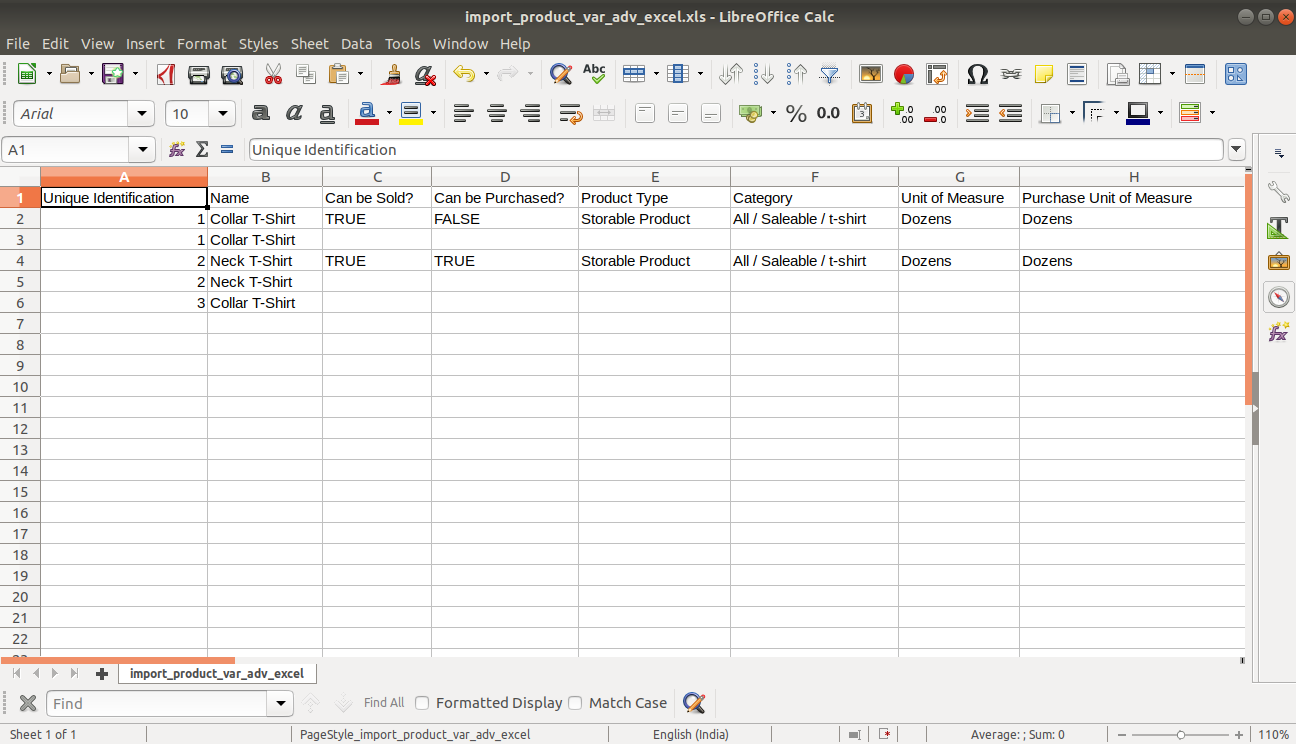 import_product_var_adv_excel.xls - LibreOffice Calc
File Edit View Insert Format Styles Sheet Data Tools Window Help
Abc
Arial 10 a a a a % 0.0
A1 fx Σ = Unique Identification
A B C D E F G H
1 Unique Identification Name Can be Sold? Can be Purchased? Product Type Category Unit of Measure Purchase Unit of Measure
2 1 Collar T-Shirt TRUE FALSE Storable Product All / Saleable / t-shirt Dozens Dozens
3 1 Collar T-Shirt
4 2 Neck T-Shirt TRUE TRUE Storable Product All / Saleable / t-shirt Dozens Dozens
5 2 Neck T-Shirt
6 3 Collar T-Shirt
7
8
9
10
11
12
13
14
15
16
17
18
19
20
21
22
23
import_product_var_adv_excel
Find Find All Formatted Display Match Case
Sheet 1 of 1 PageStyle_import_product_var_adv_excel English (India) Average: ; Sum: 0 110%